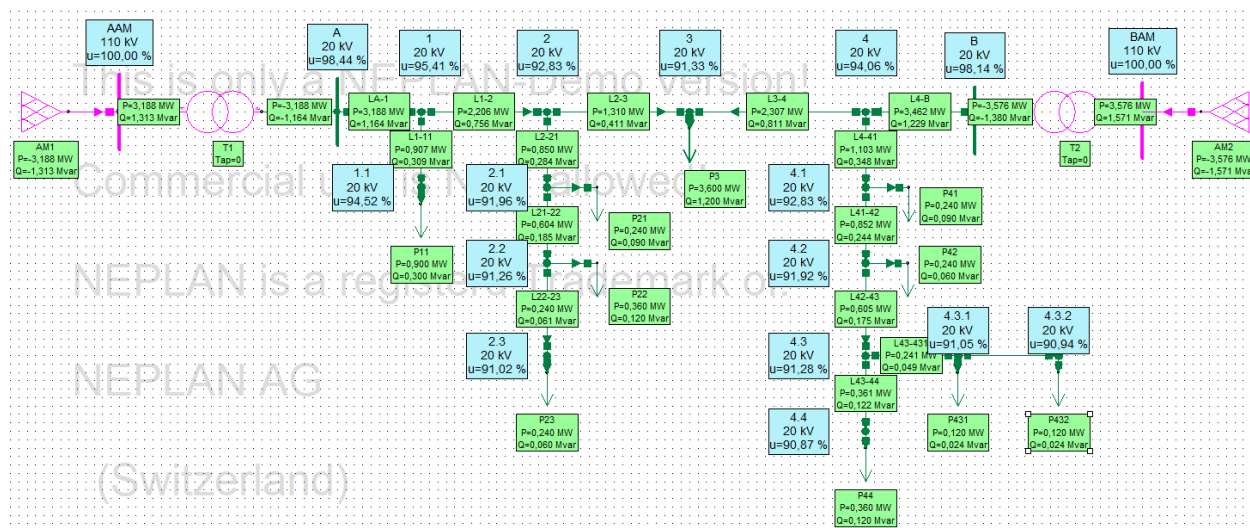 AAM
110 kV
u=100,00 %
A
20 kV
u=98,44 %
1
20 kV
u=95,41 %
2
20 kV
u=92,83 %
3
20 kV
u=91,33 %
4
20 kV
u=94,06 %
B
20 kV
u=98,14 %
BAM
110 kV
u=100,00 %
This is only a NEPLAN-Demo version!
P=3,188 MW
Q=1,313 Mvar
P=-3,188 MW
Q=-1,164 Mvar
LA-1
P=3,188 MW
Q=1,164 Mvar
L1-2
P=2,206 MW
Q=0,756 Mvar
L2-3
P=1,310 MW
Q=0,411 Mvar
L3-4
P=2,307 MW
Q=0,811 Mvar
L4-B
P=3,462 MW
Q=1,229 Mvar
P=-3,576 MW
Q=-1,380 Mvar
P=3,576 MW
Q=1,571 Mvar
AM1
P=-3,188 MW
Q=-1,313 Mvar
T1
Tap=0
L1-11
P=0,907 MW
Q=0,309 Mvar
L2-21
P=0,850 MW
Q=0,284 Mvar
L4-41
P=1,103 MW
Q=0,348 Mvar
T2
Tap=0
AM2
P=-3,576 MW
Q=-1,571 Mvar
Commercial u
allowed!
1.1
20 kV
u=94,52 %
2.1
20 kV
u=91,96 %
P3
P=3,600 MW
Q=1,200 Mvar
4.1
20 kV
u=92,83 %
P41
P=0,240 MW
Q=0,090 Mvar
L21-22
P=0,604 MW
Q=0,185 Mvar
P21
P=0,240 MW
Q=0,090 Mvar
L41-42
P=0,852 MW
Q=0,244 Mvar
P11
P=0,900 MW
Q=0,300 Mvar
2.2
20 kV
u=91,26 %
4.2
20 kV
u=91,92 %
P42
P=0,240 MW
Q=0,060 Mvar
NEPLAN is a registered Trademark of:
L22-23
P=0,240 MW
Q=0,061 Mvar
P22
P=0,360 MW
Q=0,120 Mvar
L42-43
P=0,605 MW
Q=0,175 Mvar
4.3.1
20 kV
u=91,05 %
4.3.2
20 kV
u=90,94 %
2.3
20 kV
u=91,02 %
4.3
20 kV
u=91,28 %
L43-431
P=0,241 MW
Q=0,049 Mvar
NEPLAN AG
L43-44
P=0,361 MW
Q=0,122 Mvar
P23
P=0,240 MW
Q=0,060 Mvar
4.4
20 kV
u=90,87 %
P431
P=0,120 MW
Q=0,024 Mvar
P432
P=0,120 MW
Q=0,024 Mvar
(Switzerland)
P44
P=0,360 MW
Q=0,120 Mvar